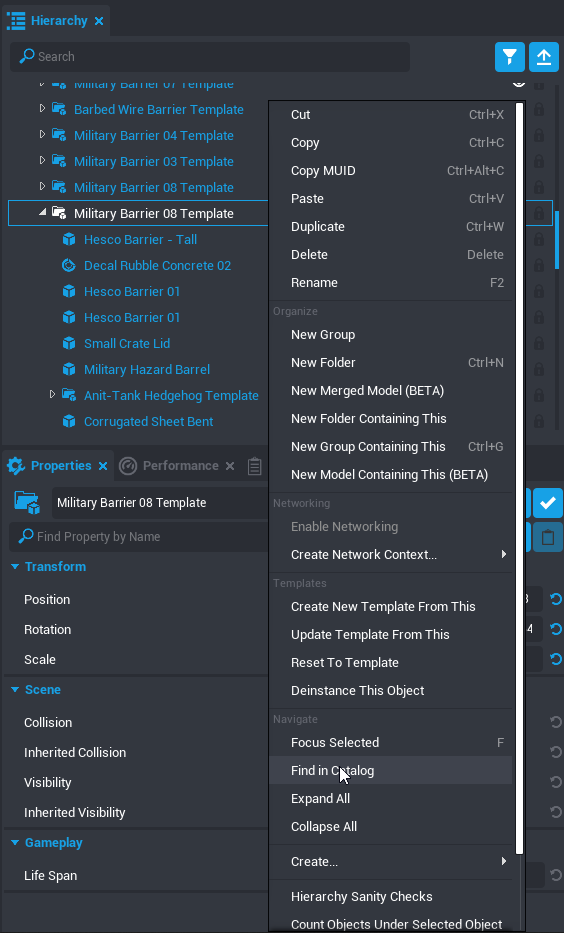 Hierarchy
Search
Military Barrier 07 Template
Barbed Wire Barrier Template
Military Barrier 04 Template
Military Barrier 03 Template
Military Barrier 08 Template
Military Barrier 08 Template
Hesco Barrier - Tall
Decal Rubble Concrete 02
Hesco Barrier 01
Hesco Barrier 01
Small Crate Lid
Military Hazard Barrel
Anit-Tank Hedgehog Template
Corrugated Sheet Bent
Cut Ctrl+X
Copy Ctrl+C
Copy MUID Ctrl+Alt+C
Paste Ctrl+V
Duplicate Ctrl+W
Delete Delete
Rename F2
Organize
New Group
New Folder Ctrl+N
New Merged Model (BETA)
New Folder Containing This
New Group Containing This Ctrl+G
New Model Containing This (BETA)
Networking
Enable Networking
Create Network Context...
Templates
Create New Template From This
Update Template From This
Reset To Template
Deinstance This Object
Navigate
Focus Selected F
Find in Catalog
Expand All
Collapse All
Create...
Hierarchy Sanity Checks
Count Objects Under Selected Object
Properties
Performance
Military Barrier 08 Template
Find Property by Name
Transform
Position
3
Rotation
4
Scale
Scene
Collision
Inherited Collision
Visibility
Inherited Visibility
Gameplay
Life Span